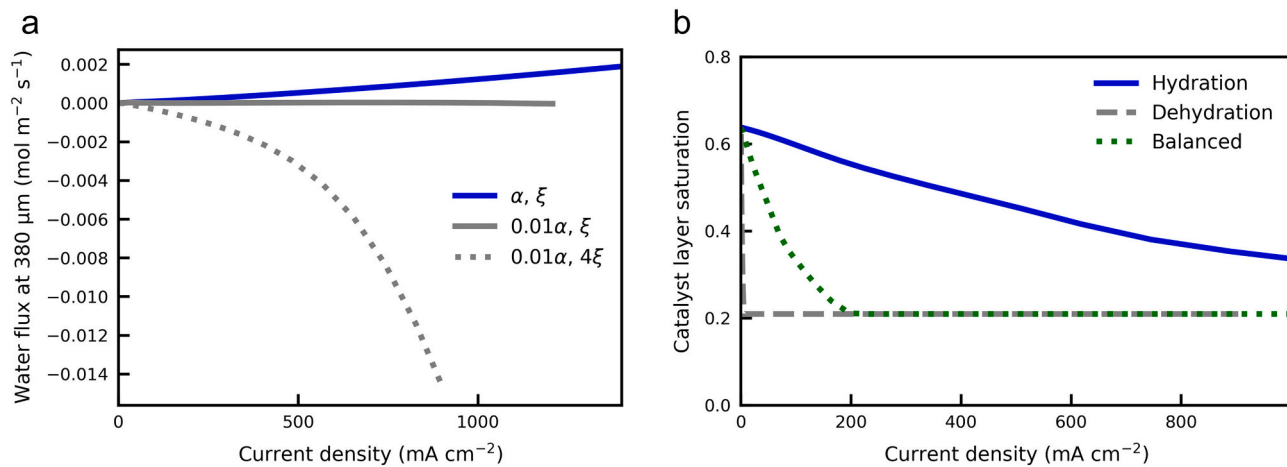 a
Water flux at 380 μm (mol m⁻² s⁻¹)
0.002
0.000
−0.002
−0.004
−0.006
−0.008
−0.010
−0.012
−0.014
α, ξ
0.01α, ξ
0.01α, 4ξ
0
500
1000
Current density (mA cm⁻²)
b
Catalyst layer saturation
0.8
0.6
0.4
0.2
0.0
Hydration
Dehydration
Balanced
0
200
400
600
800
Current density (mA cm⁻²)